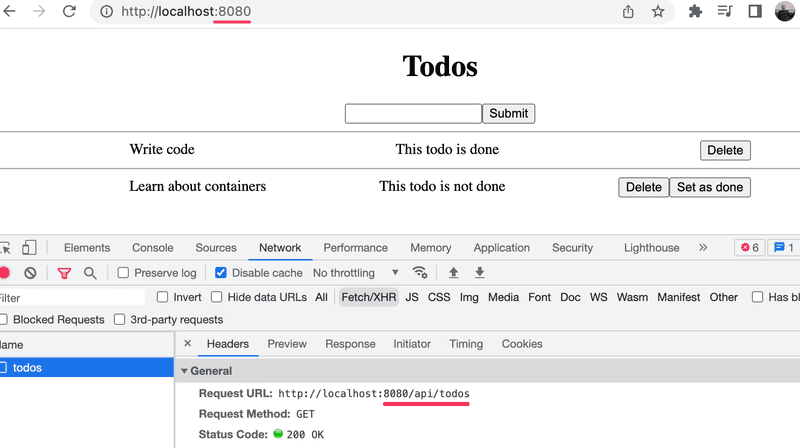 http://localhost:8080
Todos
Submit
Write code This todo is done Delete
Learn about containers This todo is not done Delete Set as done
Elements Console Sources Network Performance Memory Application Security Lighthouse » 6 1
Preserve log Disable cache No throttling
Filter Invert Hide data URLs All Fetch/XHR JS CSS Img Media Font Doc WS Wasm Manifest Other Has bl
Blocked Requests 3rd-party requests
ame × Headers Preview Response Initiator Timing Cookies
todos
General
Request URL: http://localhost:8080/api/todos
Request Method: GET
Status Code: 200 OK